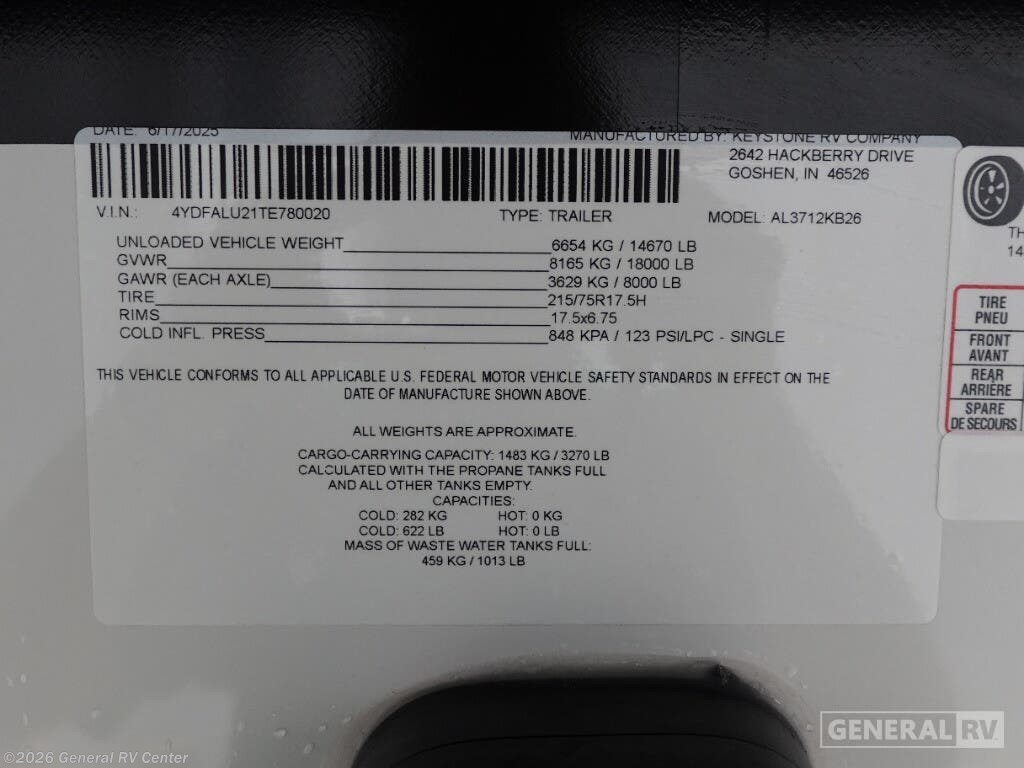 DATE: 6/17/2025
MANUFACTURED BY: KEYSTONE RV COMPANY
2642 HACKBERRY DRIVE
GOSHEN, IN 46526
V.I.N.: 4YDFALU21TE780020 TYPE: TRAILER MODEL: AL3712KB26
UNLOADED VEHICLE WEIGHT 6654 KG / 14670 LB
GVWR 8165 KG / 18000 LB
GAWR (EACH AXLE) 3629 KG / 8000 LB
TIRE 215/75R17.5H
RIMS 17.5x6.75
COLD INFL. PRESS 848 KPA / 123 PSI/LPC - SINGLE
THIS VEHICLE CONFORMS TO ALL APPLICABLE U.S. FEDERAL MOTOR VEHICLE SAFETY STANDARDS IN EFFECT ON THE
DATE OF MANUFACTURE SHOWN ABOVE.
ALL WEIGHTS ARE APPROXIMATE.
CARGO-CARRYING CAPACITY: 1483 KG / 3270 LB
CALCULATED WITH THE PROPANE TANKS FULL
AND ALL OTHER TANKS EMPTY.
CAPACITIES:
COLD: 282 KG HOT: 0 KG
COLD: 622 LB HOT: 0 LB
MASS OF WASTE WATER TANKS FULL:
459 KG / 1013 LB
TH
14
TIRE
PNEU
FRONT
AVANT
REAR
ARRIÈRE
SPARE
DE SECOURS
GENERAL RV
©2026 General RV Center